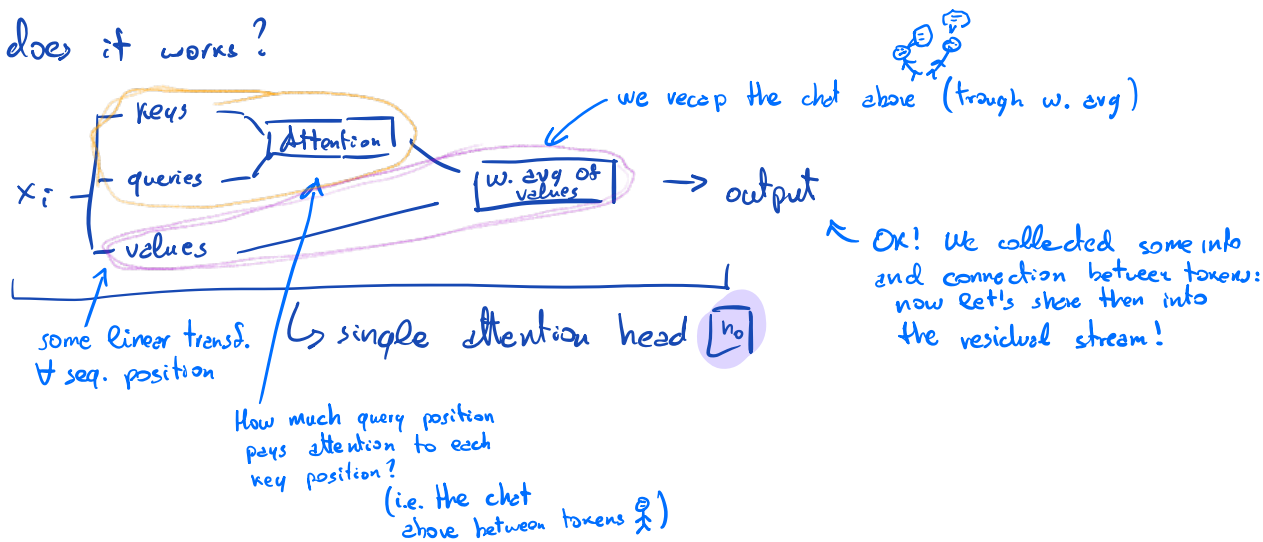 does it works?
we recap the chat above (trough w. avg)
keys
Attention
queries
xi
w. avg of
values
output
values
OK! We collected some info
and connection between tokens:
now let's shore then into
the residual stream!
single attention head h0
some linear transf.
∀ seq. position
How much query position
pays attention to each
key position?
(i.e. the chat
above between tokens )